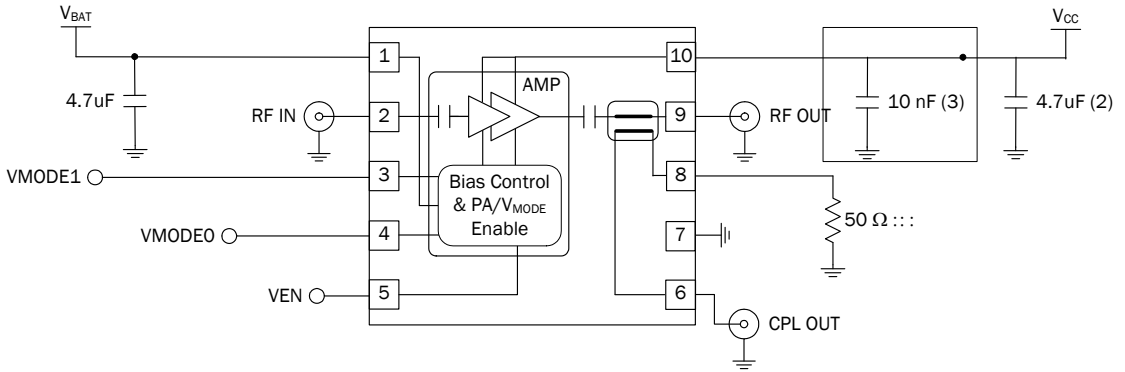 VBAT
VCC
1
10
4.7uF
AMP
10 nF (3)
4.7uF (2)
RF IN
2
9
RF OUT
VMODE1
3
Bias Control
& PA/VMODE
Enable
8
50 Ω :::
VMODE0
4
7
VEN
5
6
CPL OUT